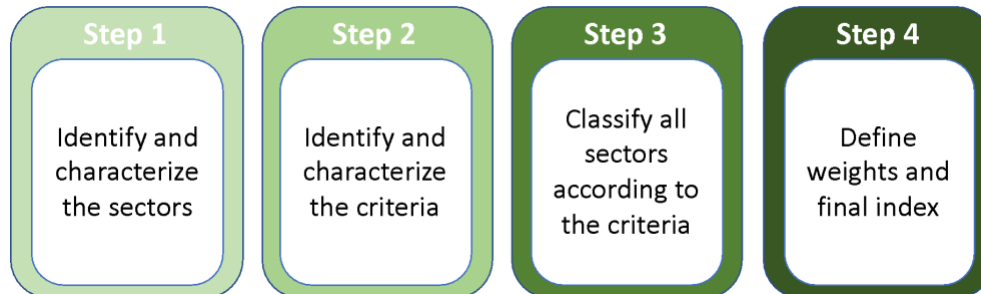 Step 1
Identify and
characterize
the sectors
Step 2
Identify and
characterize
the criteria
Step 3
Classify all
sectors
according to
the criteria
Step 4
Define
weights and
final index